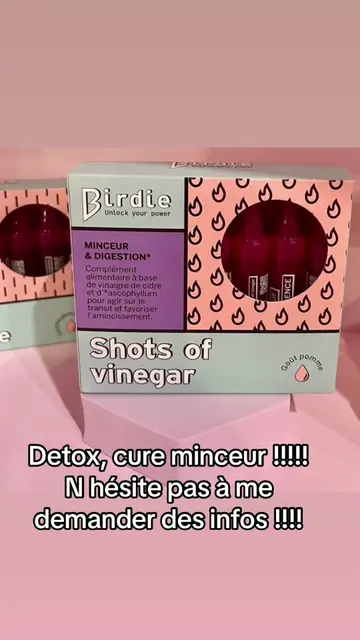 Birdie
Unlock your power
MINCEUR
& DIGESTION*
Complément
alimentaire à base
de vinaigre de cidre
et d'*ascophyllum
pour agir sur le
transit et favoriser
l'amincissement.
ENCE
Shots of
vinegar
Goût pomme
e
Detox, cure minceur !!!!!
N hésite pas à me
demander des infos !!!!